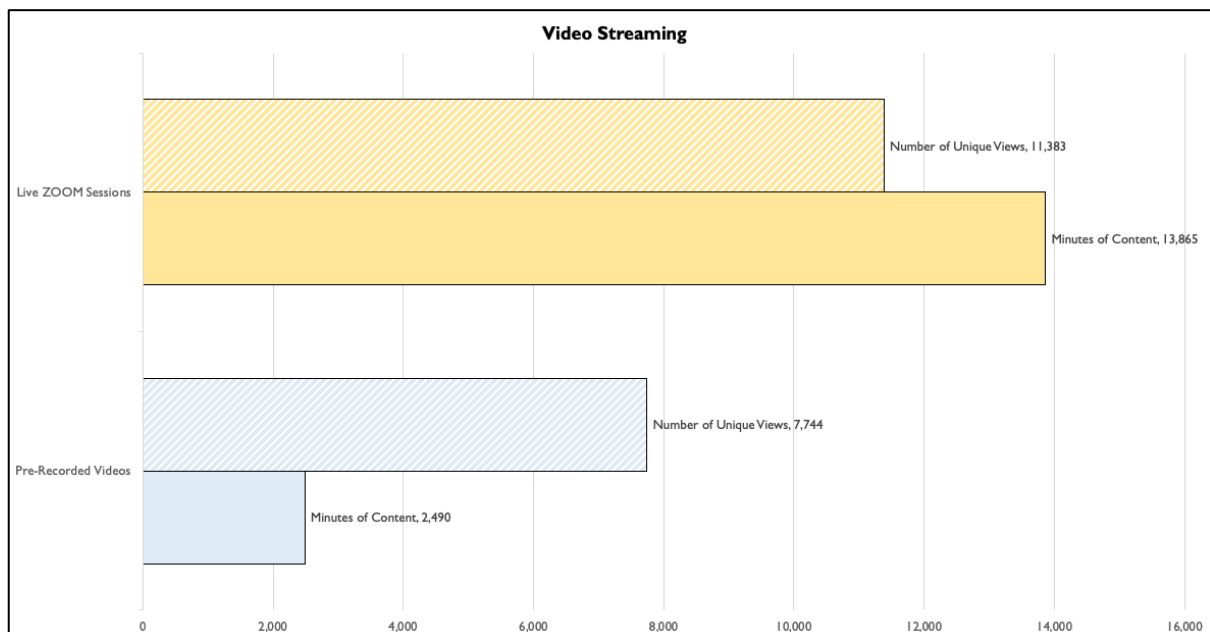 Video Streaming
Number of Unique Views, 11,383
Live ZOOM Sessions
Minutes of Content, 13,865
Number of Unique Views, 7,744
Pre-Recorded Videos
Minutes of Content, 2,490
0 2,000 4,000 6,000 8,000 10,000 12,000 14,000 16,000